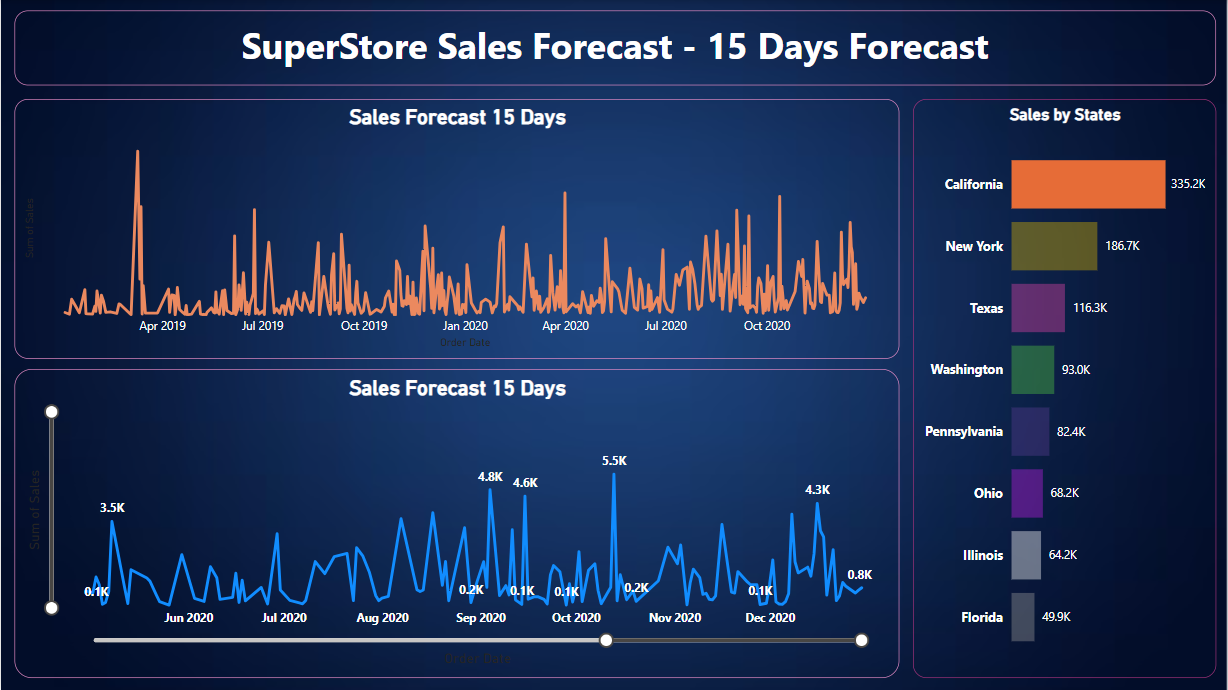 SuperStore Sales Forecast - 15 Days Forecast
Sales Forecast 15 Days
Sum of Sales
Apr 2019 Jul 2019 Oct 2019 Jan 2020 Apr 2020 Jul 2020 Oct 2020
Order Date
Sales Forecast 15 Days
Sum of Sales
5.5K
4.8K 4.6K
4.3K
3.5K
0.8K
0.1K 0.2K 0.1K 0.1K 0.2K 0.1K
Jun 2020 Jul 2020 Aug 2020 Sep 2020 Oct 2020 Nov 2020 Dec 2020
Order Date
Sales by States
California 335.2K
New York 186.7K
Texas 116.3K
Washington 93.0K
Pennsylvania 82.4K
Ohio 68.2K
Illinois 64.2K
Florida 49.9K